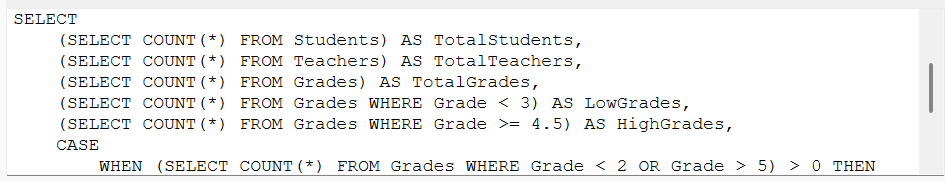 SELECT
(SELECT COUNT(*) FROM Students) AS TotalStudents,
(SELECT COUNT(*) FROM Teachers) AS TotalTeachers,
(SELECT COUNT(*) FROM Grades) AS TotalGrades,
(SELECT COUNT(*) FROM Grades WHERE Grade < 3) AS LowGrades,
(SELECT COUNT(*) FROM Grades WHERE Grade >= 4.5) AS HighGrades,
CASE
WHEN (SELECT COUNT(*) FROM Grades WHERE Grade < 2 OR Grade > 5) > 0 THEN